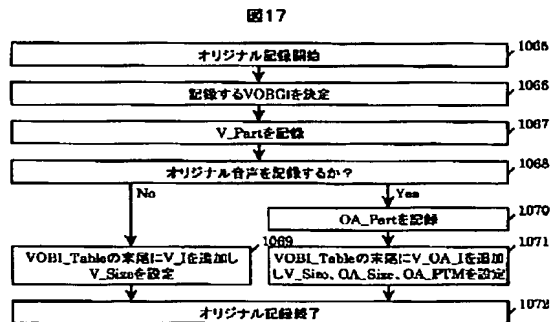 図17
オリジナル記録開始
1065
記録するVOBGiを決定
1066
V_Partを記録
1067
オリジナル音声を記録するか?
1068
No
Yes
OA_Partを記録
1070
1069
1071
VOBI_Tableの末尾にV_Iを追加し
V_Sizeを設定
VOBI_Tableの末尾にV_OA_Iを追加
しV_Size、OA_Size、OA_PTMを設定
オリジナル記録終了
1072